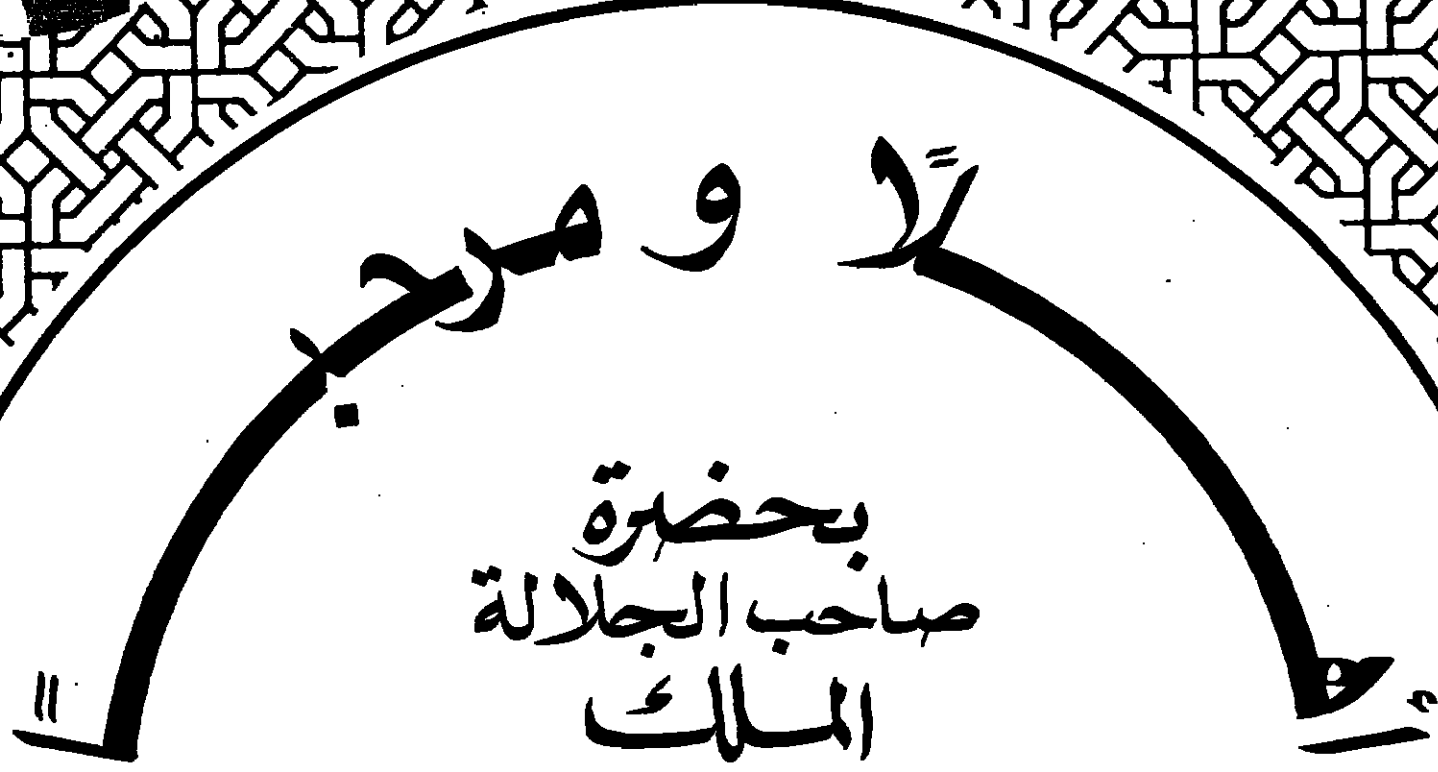 أهلاً و مرحباً
بحضرة
صاحب الجلالة
الملك